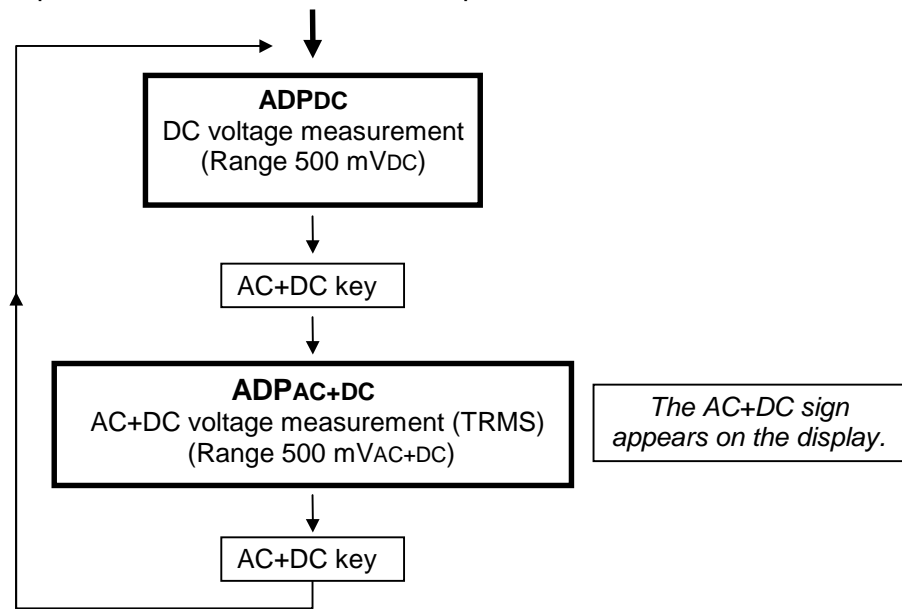 ADPDC
DC voltage measurement
(Range 500 mVDC)
AC+DC key
ADPAC+DC
AC+DC voltage measurement (TRMS)
(Range 500 mVAC+DC)
The AC+DC sign
appears on the display.
AC+DC key